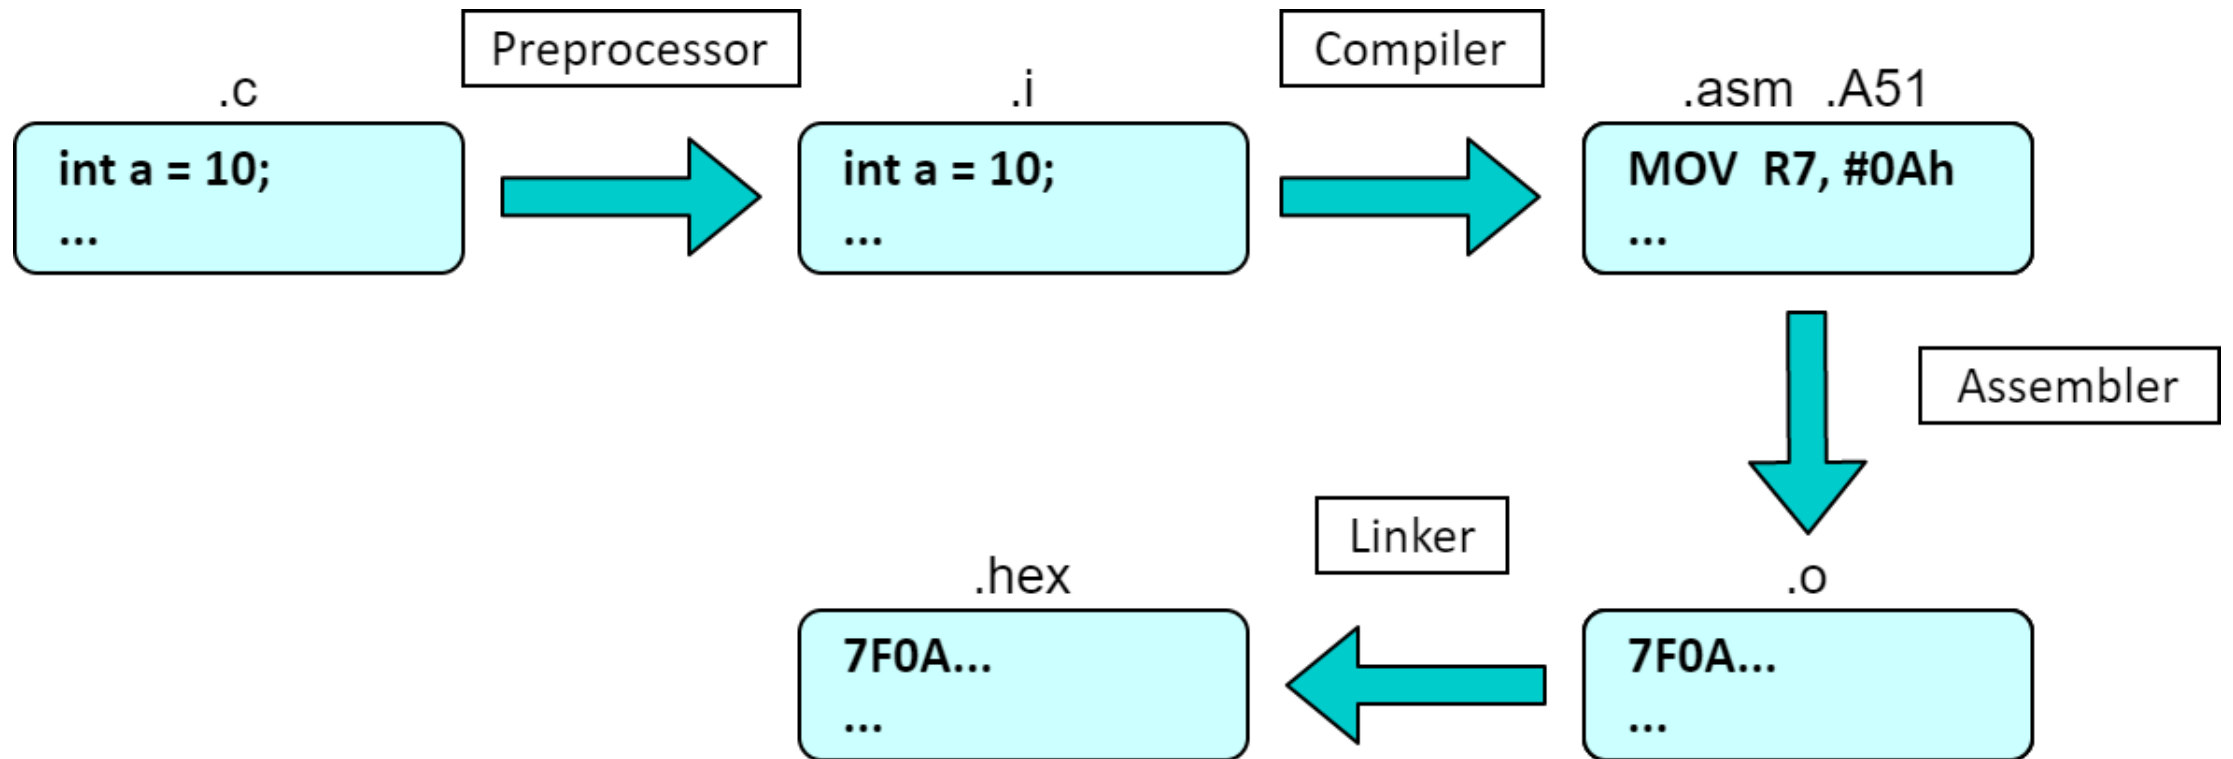 Preprocessor
Compiler
.c
.i
.asm .A51
int a = 10;
...
int a = 10;
...
MOV R7, #0Ah
...
Assembler
Linker
.hex
.o
7F0A...
...
7F0A...
...